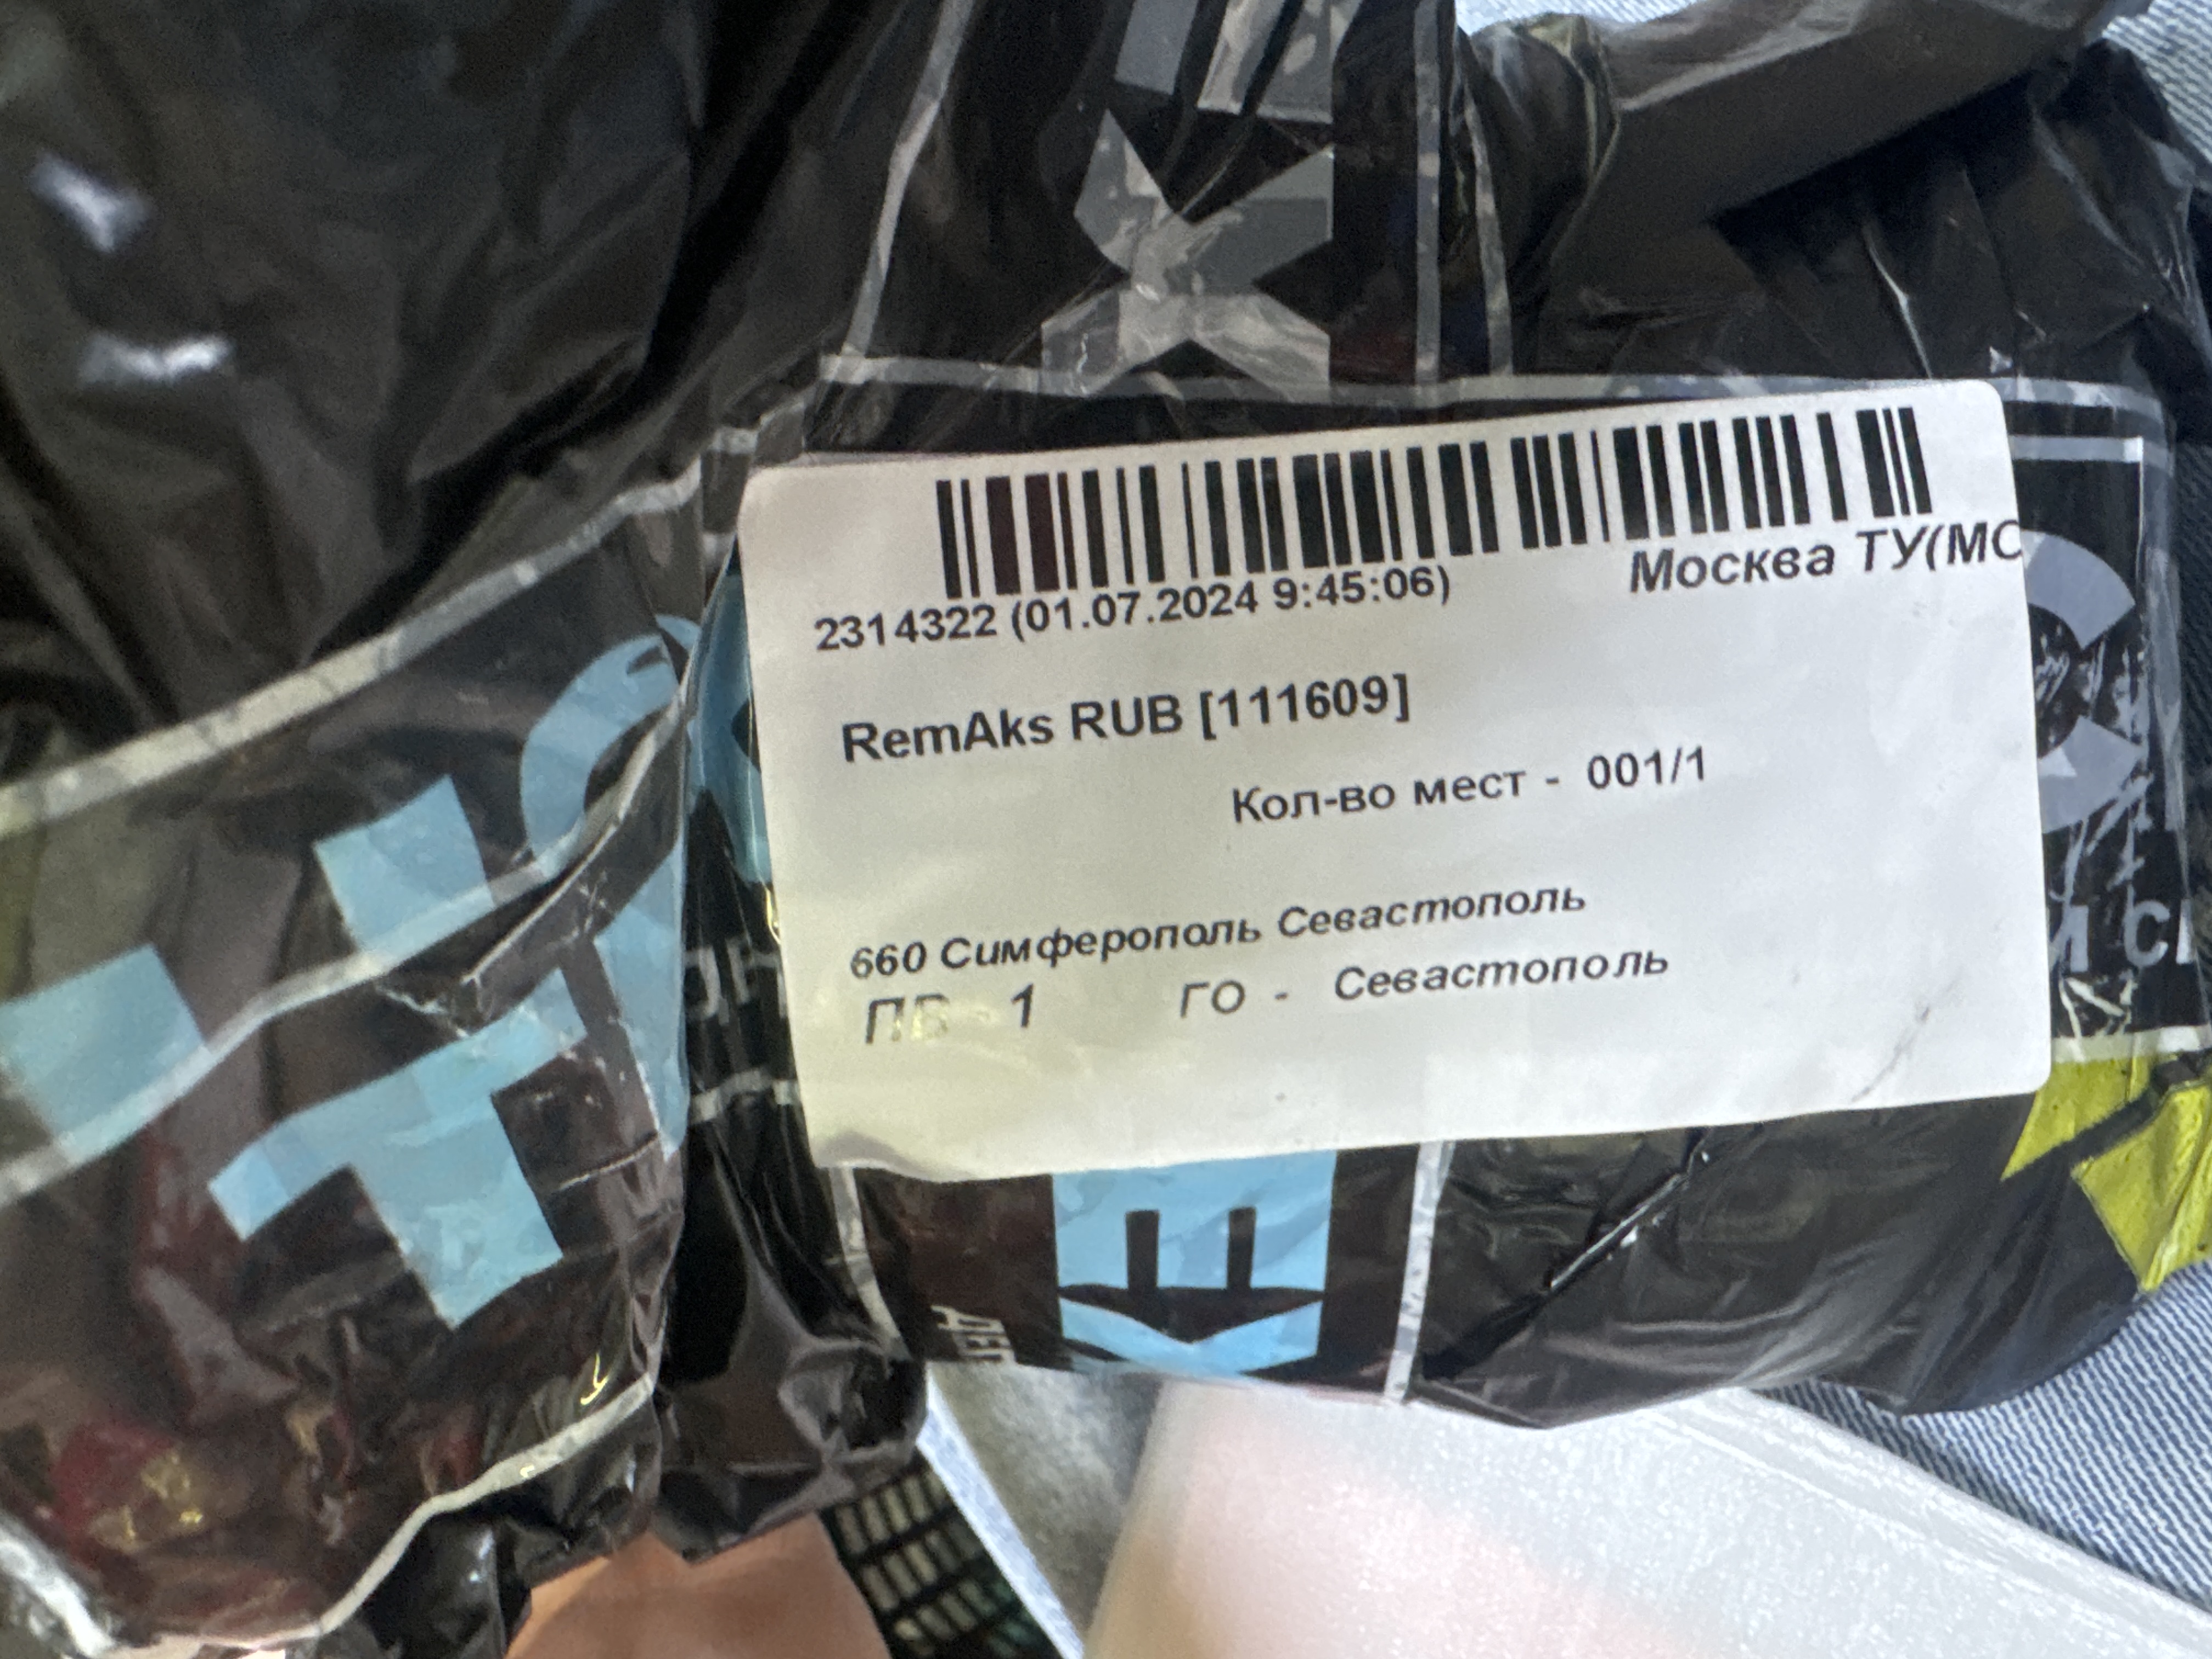 2314322 (01.07.2024 9:45:06)
Москва ТУ(МС
RemAks RUB [111609]
Кол-во мест - 001/1
660 Симферополь Севастополь
ПВ - 1 ГО - Севастополь